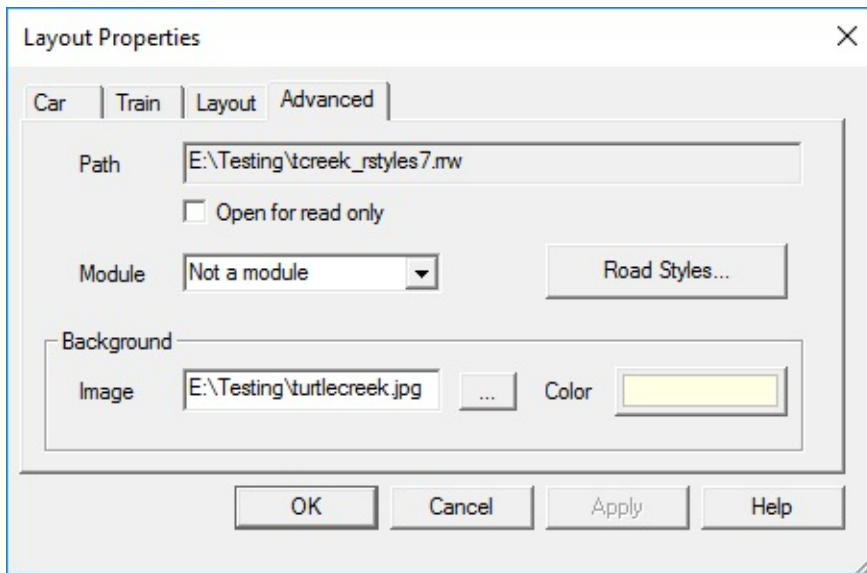 Layout Properties
Car Train Layout Advanced
Path E:\Testing\tcreek_rstyles7.rrw
Open for read only
Module Not a module Road Styles...
Background
Image E:\Testing\turtlecreek.jpg ... Color
OK Cancel Apply Help